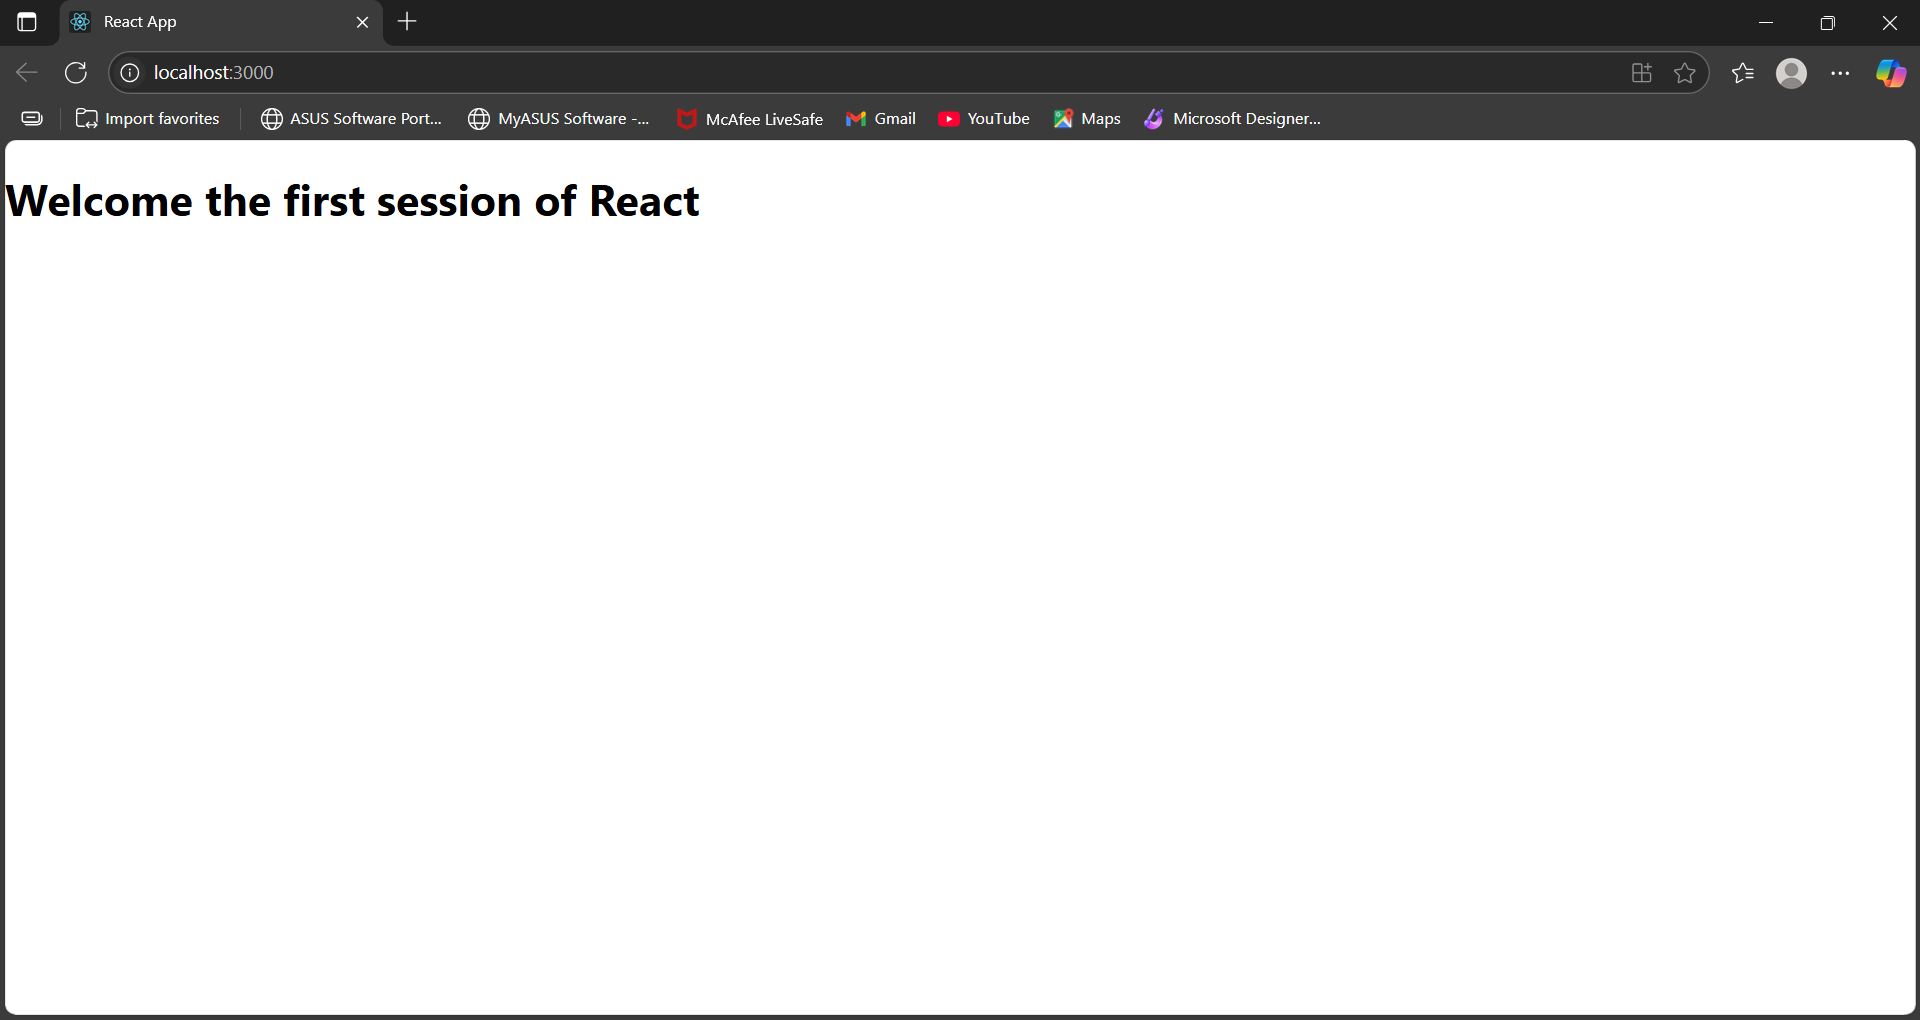 React App
localhost:3000
Import favorites ASUS Software Port... MyASUS Software -... McAfee LiveSafe Gmail YouTube Maps Microsoft Designer...
Welcome the first session of React